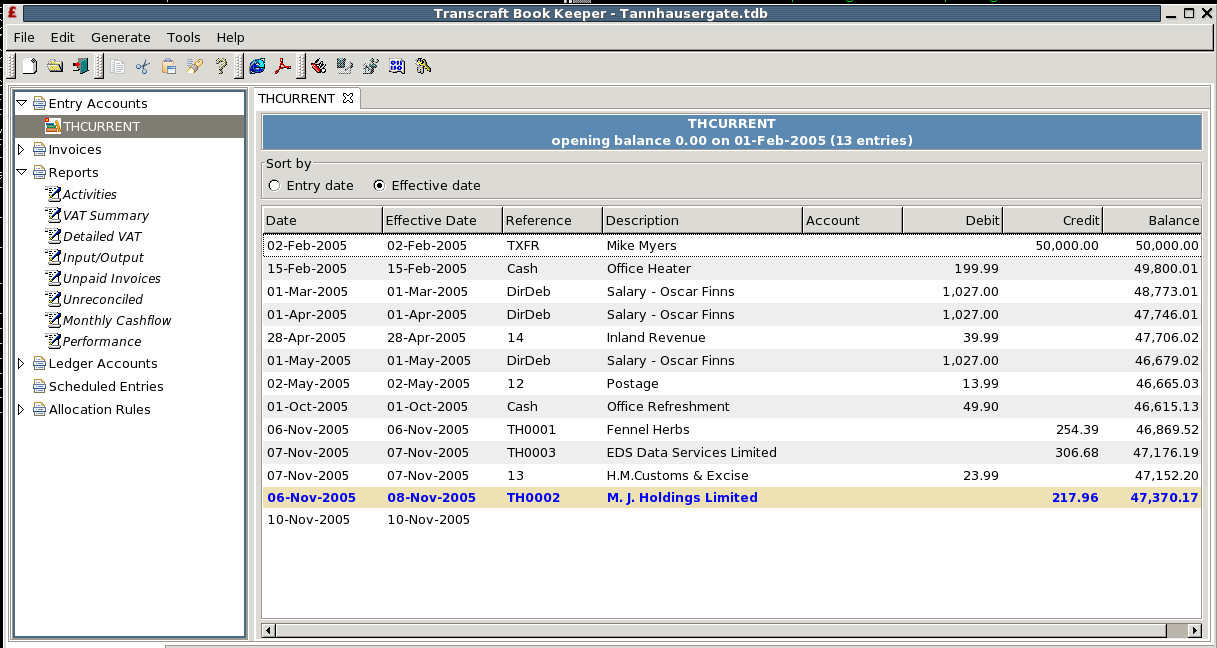 Transcraft Book Keeper - Tannhausergate.tdb
File Edit Generate Tools Help
Entry Accounts
THCURRENT
Invoices
Reports
Activities
VAT Summary
Detailed VAT
Input/Output
Unpaid Invoices
Unreconciled
Monthly Cashflow
Performance
Ledger Accounts
Scheduled Entries
Allocation Rules
THCURRENT
THCURRENT
opening balance 0.00 on 01-Feb-2005 (13 entries)
Sort by
Entry date Effective date
Date Effective Date Reference Description Account Debit Credit Balance
02-Feb-2005 02-Feb-2005 TXFR Mike Myers 50,000.00 50,000.00
15-Feb-2005 15-Feb-2005 Cash Office Heater 199.99 49,800.01
01-Mar-2005 01-Mar-2005 DirDeb Salary - Oscar Finns 1,027.00 48,773.01
01-Apr-2005 01-Apr-2005 DirDeb Salary - Oscar Finns 1,027.00 47,746.01
28-Apr-2005 28-Apr-2005 14 Inland Revenue 39.99 47,706.02
01-May-2005 01-May-2005 DirDeb Salary - Oscar Finns 1,027.00 46,679.02
02-May-2005 02-May-2005 12 Postage 13.99 46,665.03
01-Oct-2005 01-Oct-2005 Cash Office Refreshment 49.90 46,615.13
06-Nov-2005 06-Nov-2005 TH0001 Fennel Herbs 254.39 46,869.52
07-Nov-2005 07-Nov-2005 TH0003 EDS Data Services Limited 306.68 47,176.19
07-Nov-2005 07-Nov-2005 13 H.M.Customs & Excise 23.99 47,152.20
06-Nov-2005 08-Nov-2005 TH0002 M. J. Holdings Limited 217.96 47,370.17
10-Nov-2005 10-Nov-2005